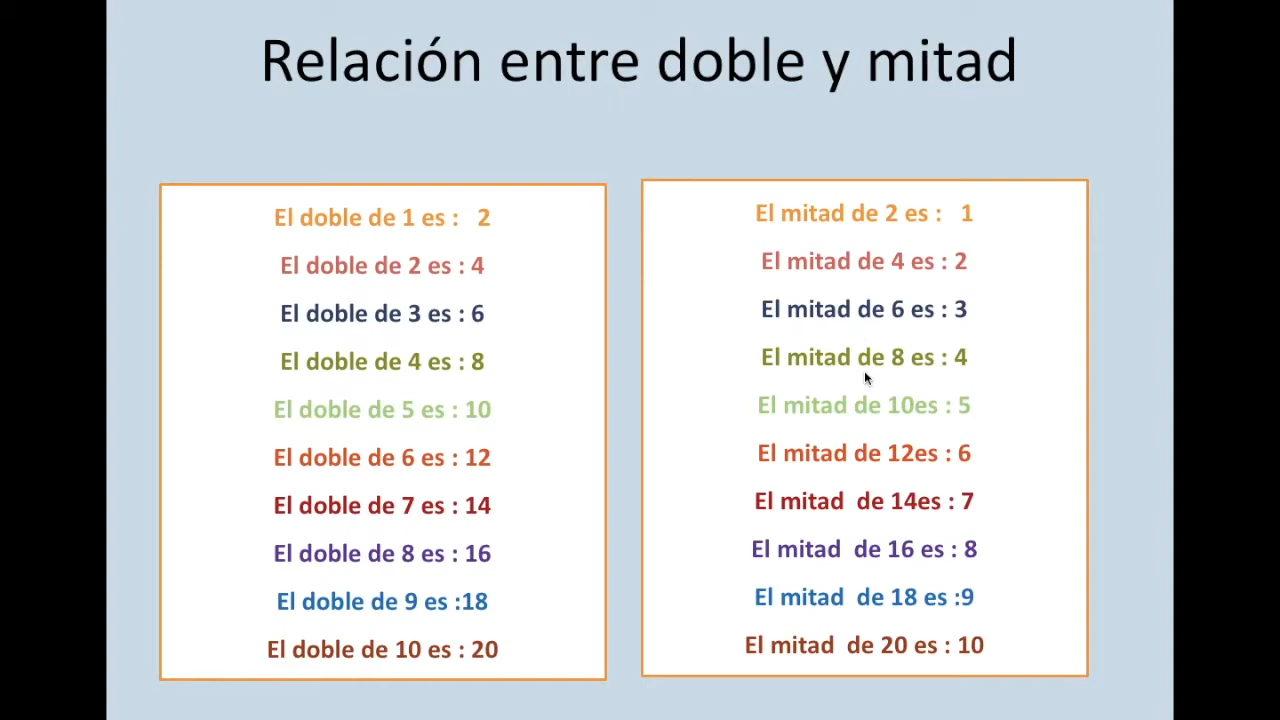 Relación entre doble y mitad
El doble de 1 es :   2
El doble de 2 es : 4
El doble de 3 es : 6
El doble de 4 es : 8
El doble de 5 es : 10
El doble de 6 es : 12
El doble de 7 es : 14
El doble de 8 es : 16
El doble de 9 es :18
El doble de 10 es : 20
El mitad de 2 es :   1
El mitad de 4 es : 2
El mitad de 6 es : 3
El mitad de 8 es : 4
El mitad de 10es : 5
El mitad de 12es : 6
El mitad  de 14es : 7
El mitad  de 16 es : 8
El mitad  de 18 es :9
El mitad  de 20 es : 10